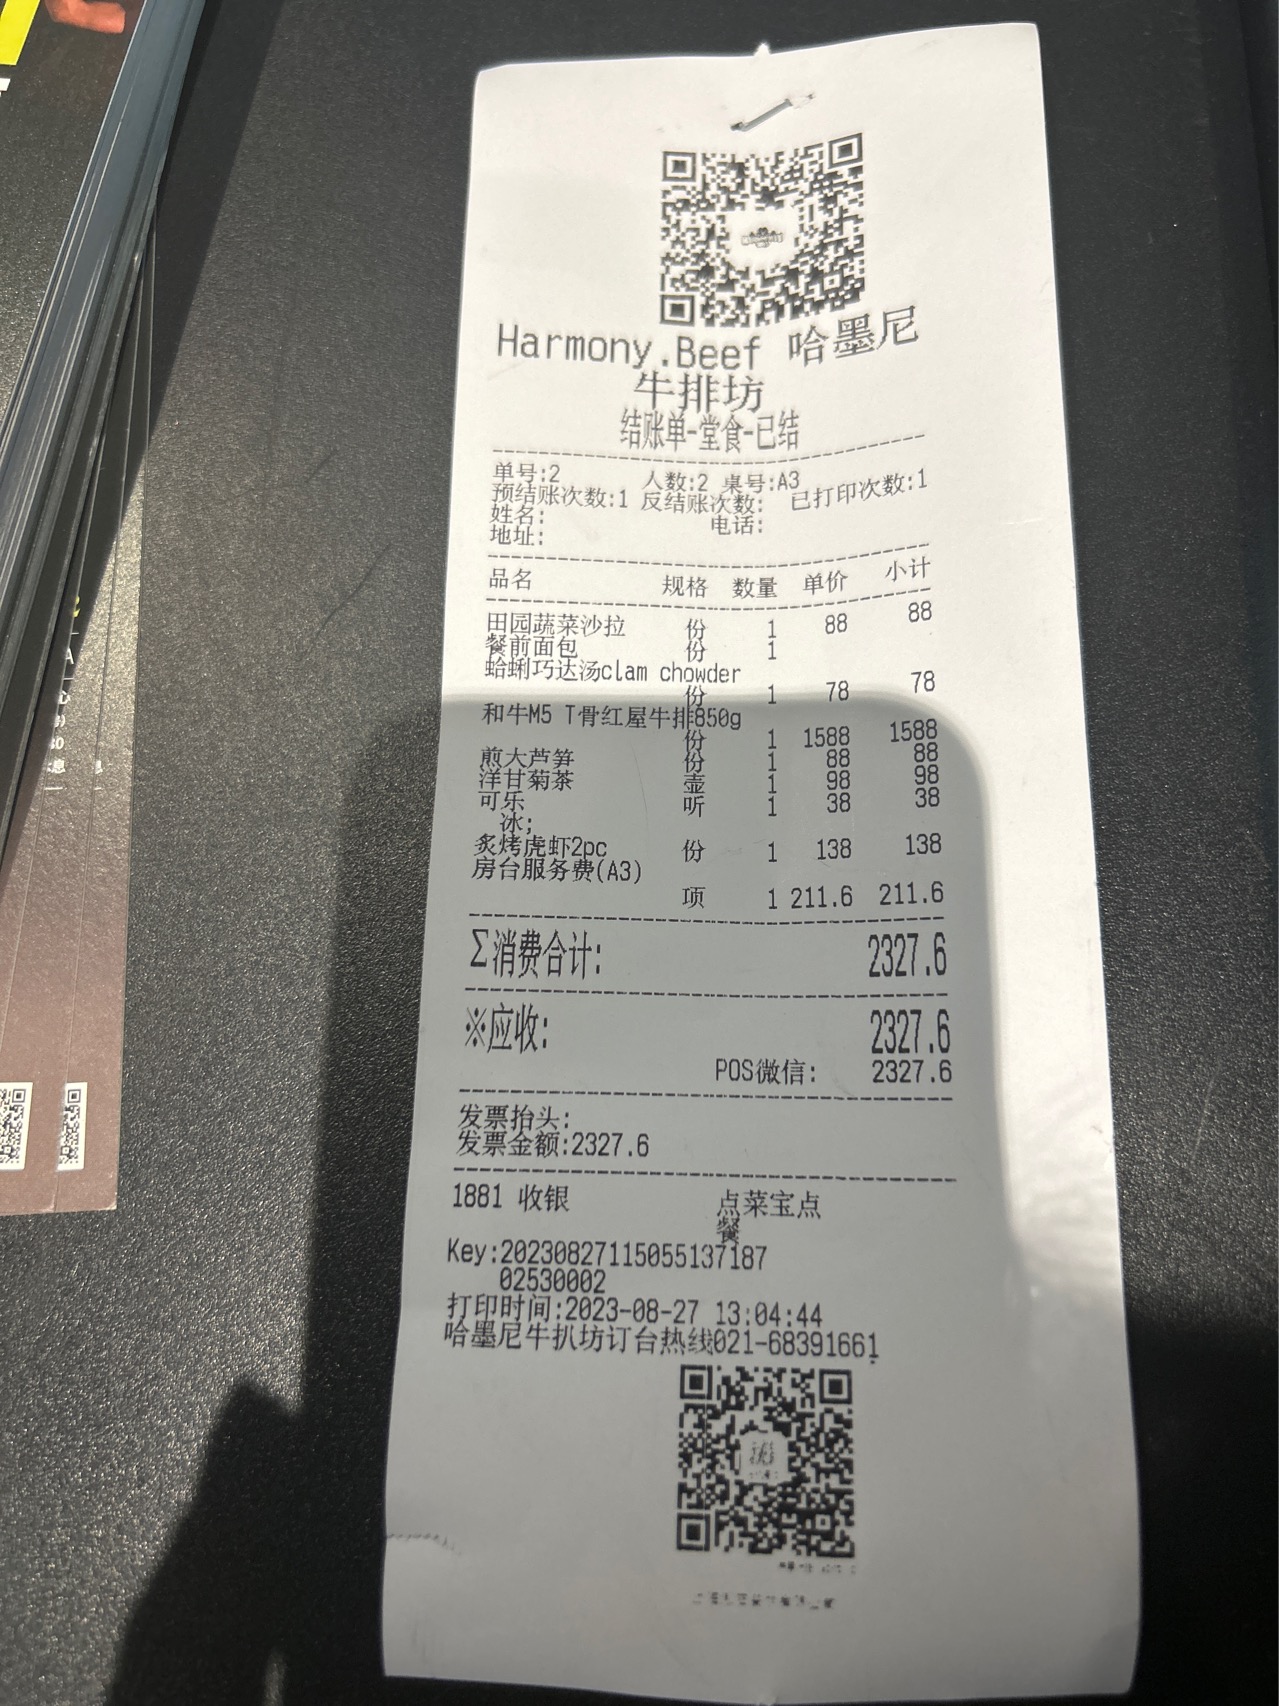 Harmony.Beef 哈墨尼
牛排坊
结账单-堂食-已结
单号:2 人数:2 桌号:A3
预结账次数:1 反结账次数: 已打印次数:1
姓名: 电话:
地址:
品名 规格 数量 单价 小计
田园蔬菜沙拉 份 1 88 88
餐前面包 份 1
蛤蜊巧达汤clam chowder
份 1 78 78
和牛M5 T骨红屋牛排850g
份 1 1588 1588
煎大芦笋 份 1 88 88
洋甘菊茶 壶 1 98 98
可乐 听 1 38 38
冰;
炙烤虎虾2pc 份 1 138 138
房台服务费(A3)
项 1 211.6 211.6
Σ消费合计: 2327.6
※应收: 2327.6
POS微信: 2327.6
发票抬头:
发票金额:2327.6
1881 收银 点菜宝点
餐
Key:20230827115055137187
02530002
打印时间:2023-08-27 13:04:44
哈墨尼牛扒坊订台热线021-68391661